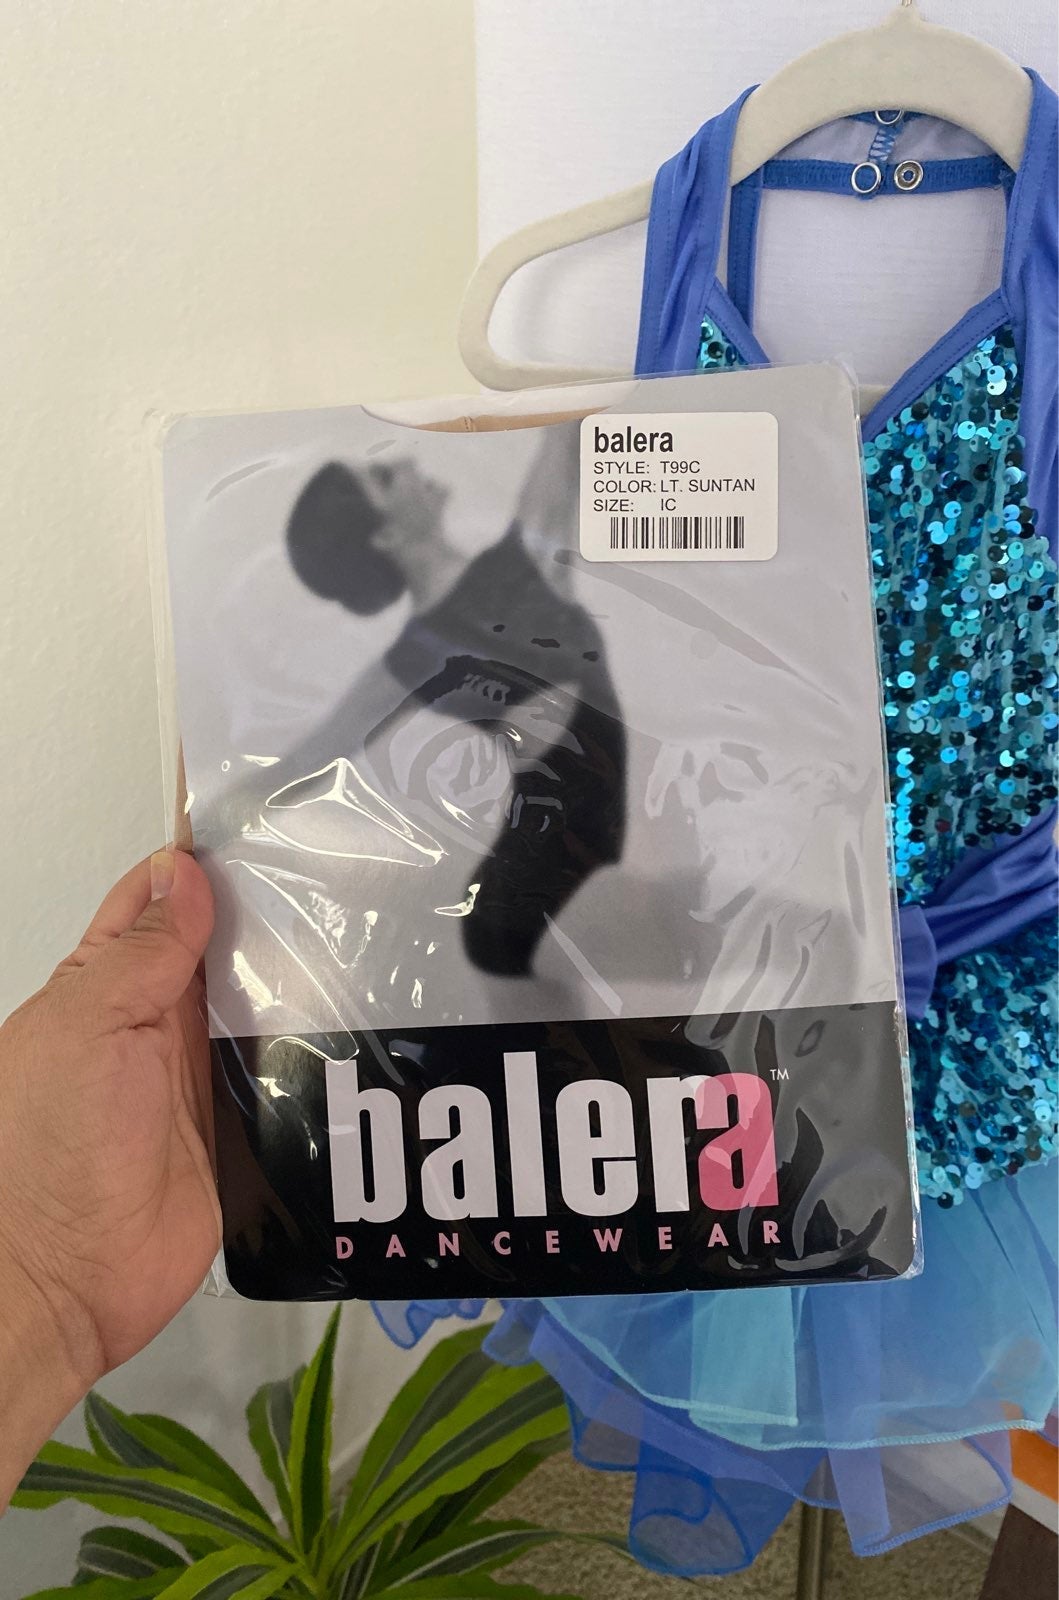 balera
STYLE: T99C
COLOR: LT. SUNTAN
SIZE: IC
balera™
DANCEWEAR